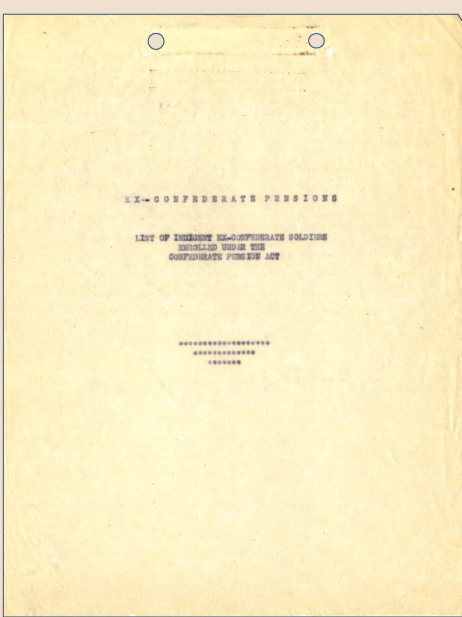 EX--CONFEDERATE PENSIONS
LIST OF INDIGENT EX-CONFEDERATE SOLDIERS
ENROLLED UNDER THE
CONFEDERATE PENSION ACT